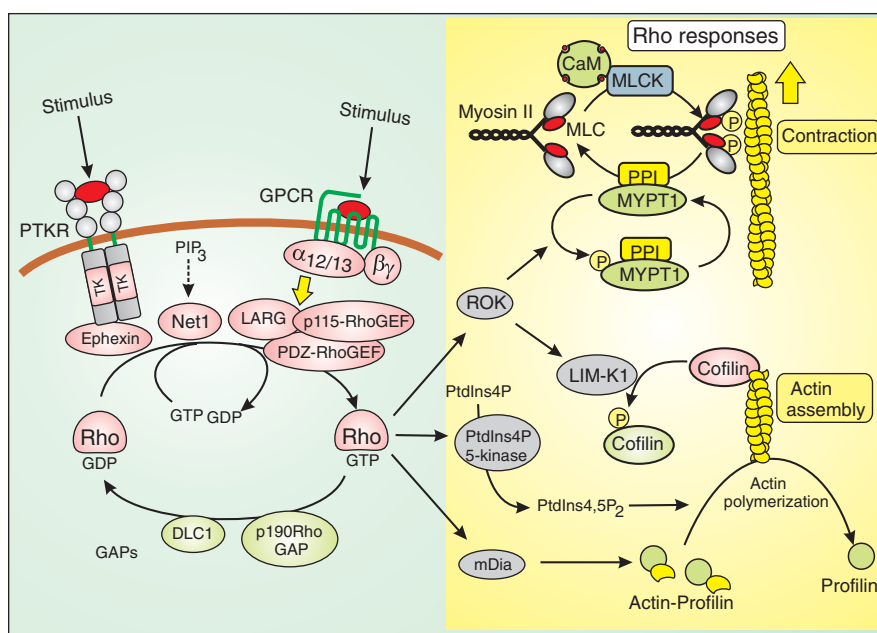 Rho responses
Stimulus
Stimulus
CaM
MLCK
Myosin II
MLC
P
P
Contraction
GPCR
PTKR
PPI
MYPT1
PIP3
α12/13
βγ
TK
TK
P
PPI
MYPT1
Net1
LARG
p115-RhoGEF
Ephexin
PDZ-RhoGEF
ROK
LIM-K1
Cofilin
Actin
assembly
GTP GDP
PtdIns4P
P
Cofilin
Rho
GDP
Rho
GTP
PtdIns4P
5-kinase
Actin
polymerization
PtdIns4,5P2
DLC1
p190Rho
GAP
GAPs
mDia
Actin-Profilin
Profilin